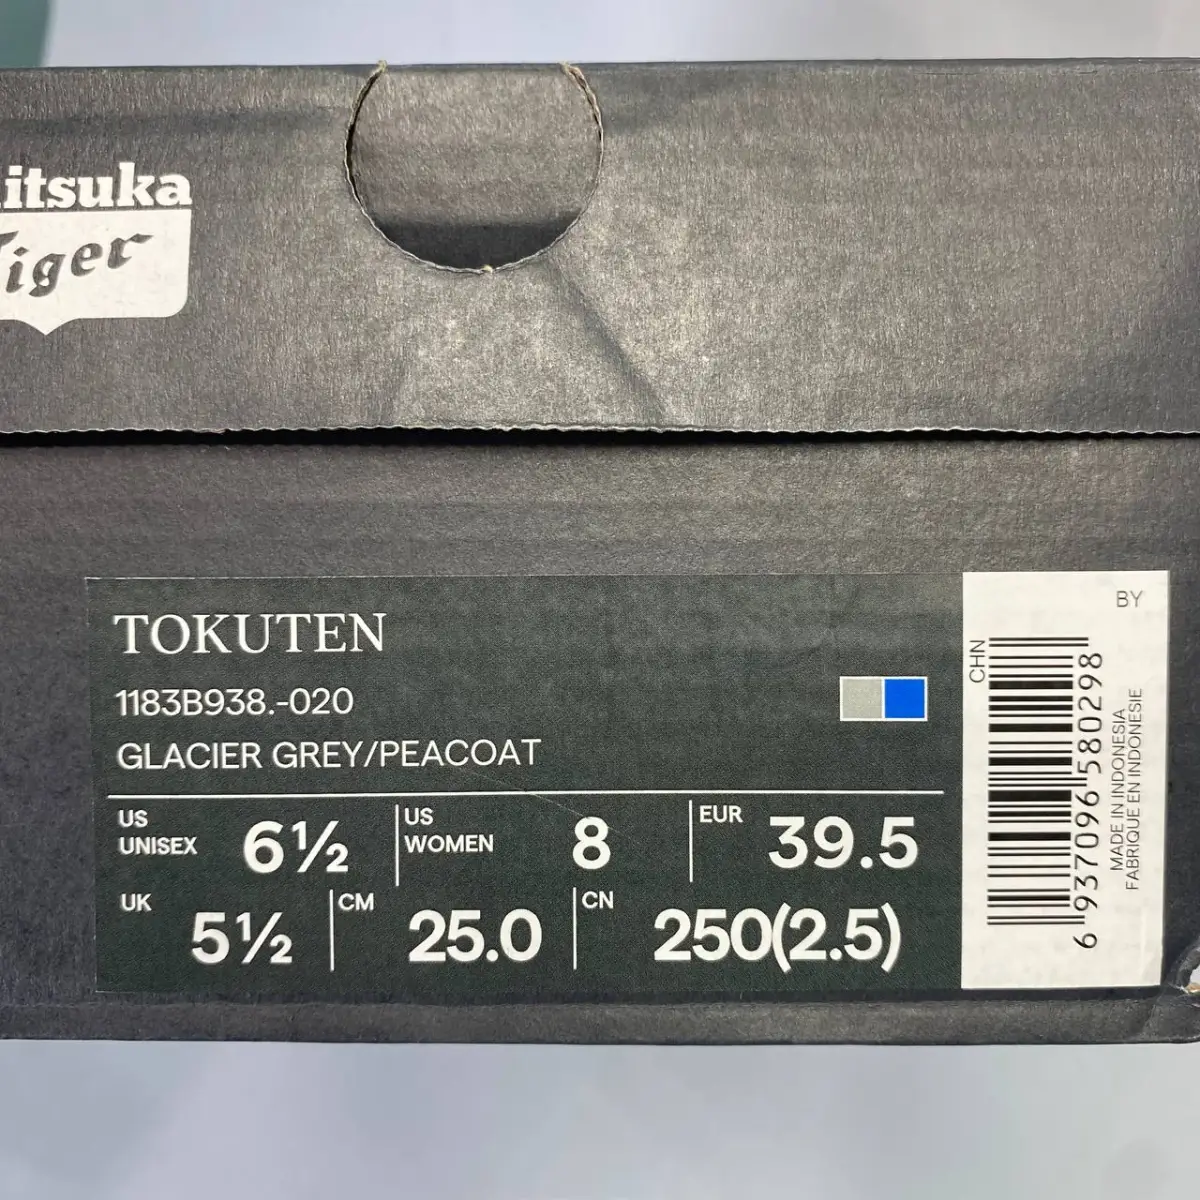 itsuka
Tiger
TOKUTEN
1183B938.-020
GLACIER GREY/PEACOAT
US UNISEX 6½
US WOMEN 8
EUR 39.5
UK 5½
CM 25.0
CN 250(2.5)
BY
CHN
6 937096 580298
MADE IN INDONESIA
FABRIQUE EN INDONESIE